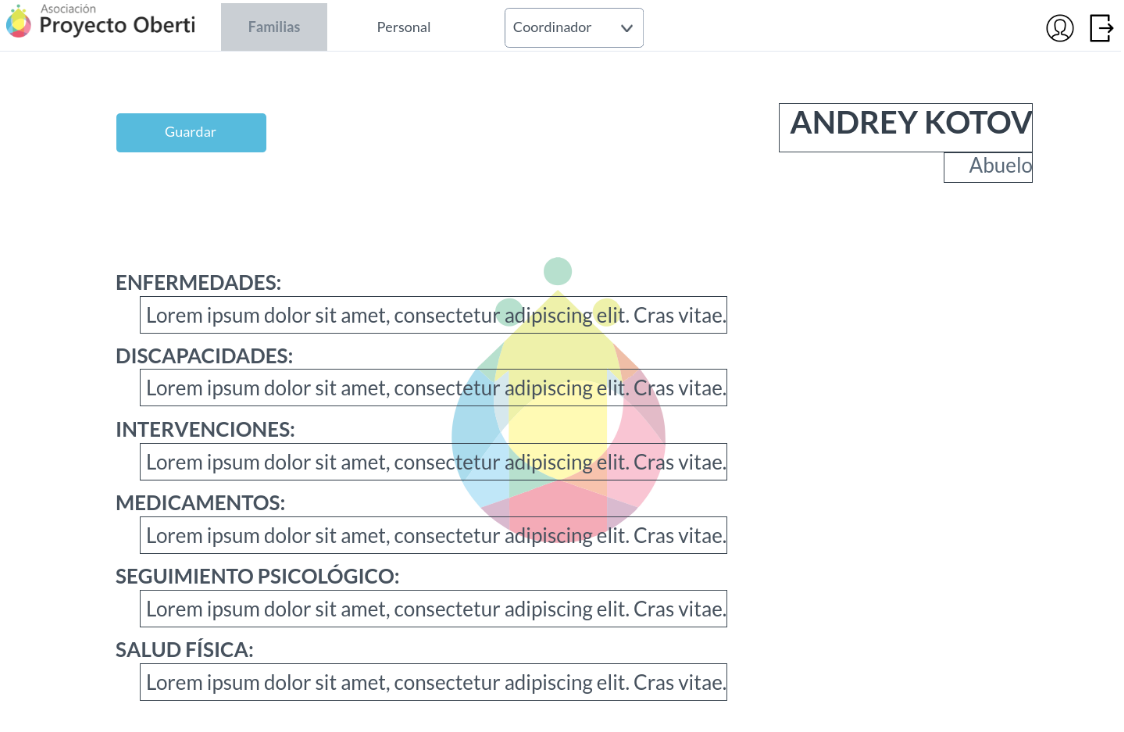 Asociación
Proyecto Oberti
Familias
Personal
Coordinador
Guardar
ANDREY KOTOV
Abuelo
ENFERMEDADES:
Lorem ipsum dolor sit amet, consectetur adipiscing elit. Cras vitae.
DISCAPACIDADES:
Lorem ipsum dolor sit amet, consectetur adipiscing elit. Cras vitae.
INTERVENCIONES:
Lorem ipsum dolor sit amet, consectetur adipiscing elit. Cras vitae.
MEDICAMENTOS:
Lorem ipsum dolor sit amet, consectetur adipiscing elit. Cras vitae.
SEGUIMIENTO PSICOLÓGICO:
Lorem ipsum dolor sit amet, consectetur adipiscing elit. Cras vitae.
SALUD FÍSICA:
Lorem ipsum dolor sit amet, consectetur adipiscing elit. Cras vitae.